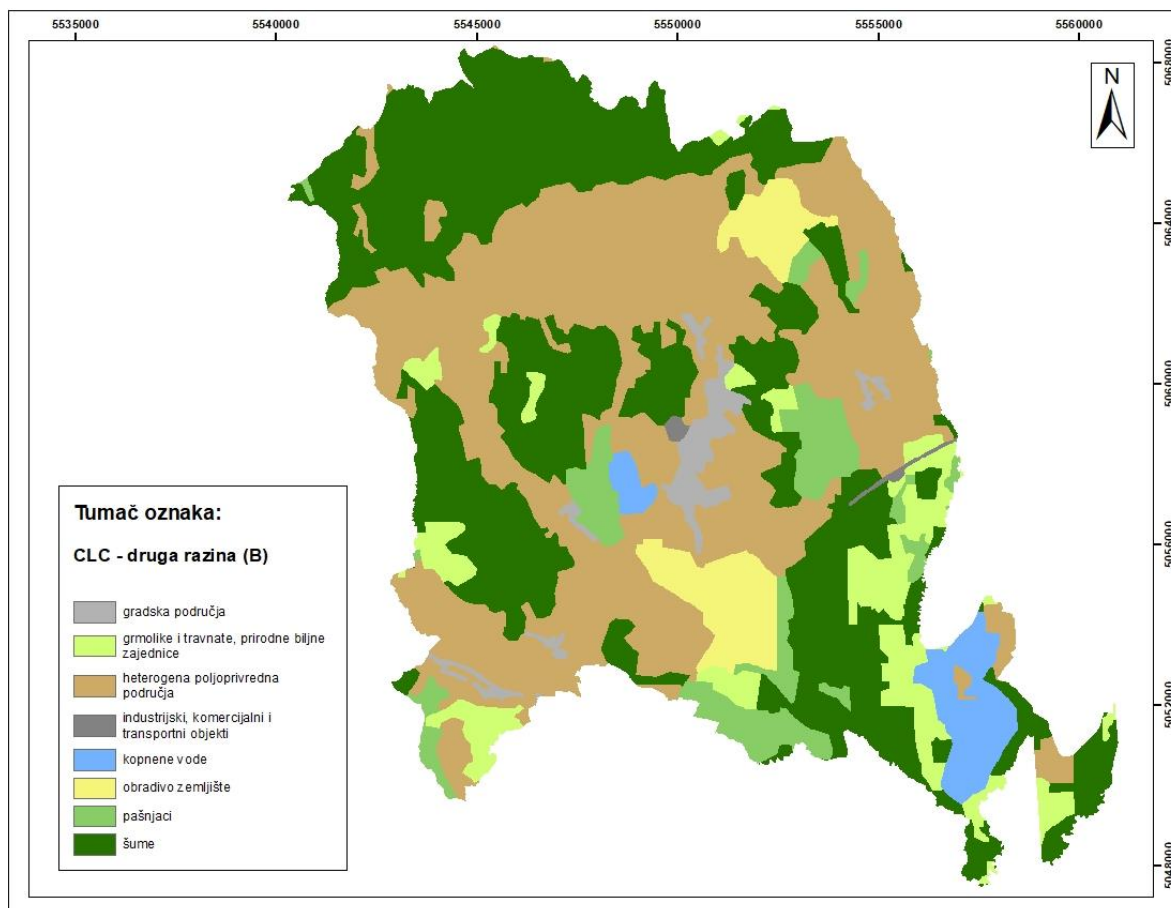 5535000 5540000 5545000 5550000 5555000 5560000
N
5068000
5064000
5060000
5056000
5052000
5048000
Tumač oznaka:
CLC - druga razina (B)
gradska područja
grmolike i travnate, prirodne biljne
zajednice
heterogena poljoprivredna
područja
industrijski, komercijalni i
transportni objekti
kopnene vode
obradivo zemljište
pašnjaci
šume